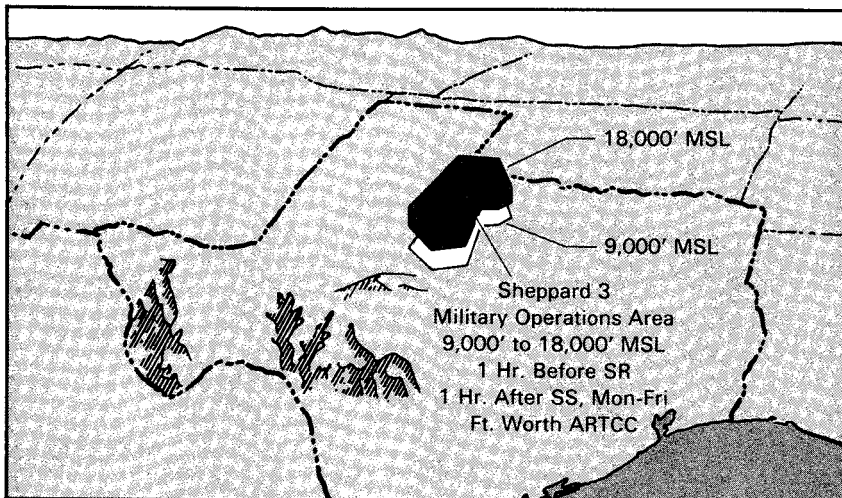 18,000' MSL
9,000' MSL
Sheppard 3
Military Operations Area
9,000' to 18,000' MSL
1 Hr. Before SR
1 Hr. After SS, Mon-Fri
Ft. Worth ARTCC